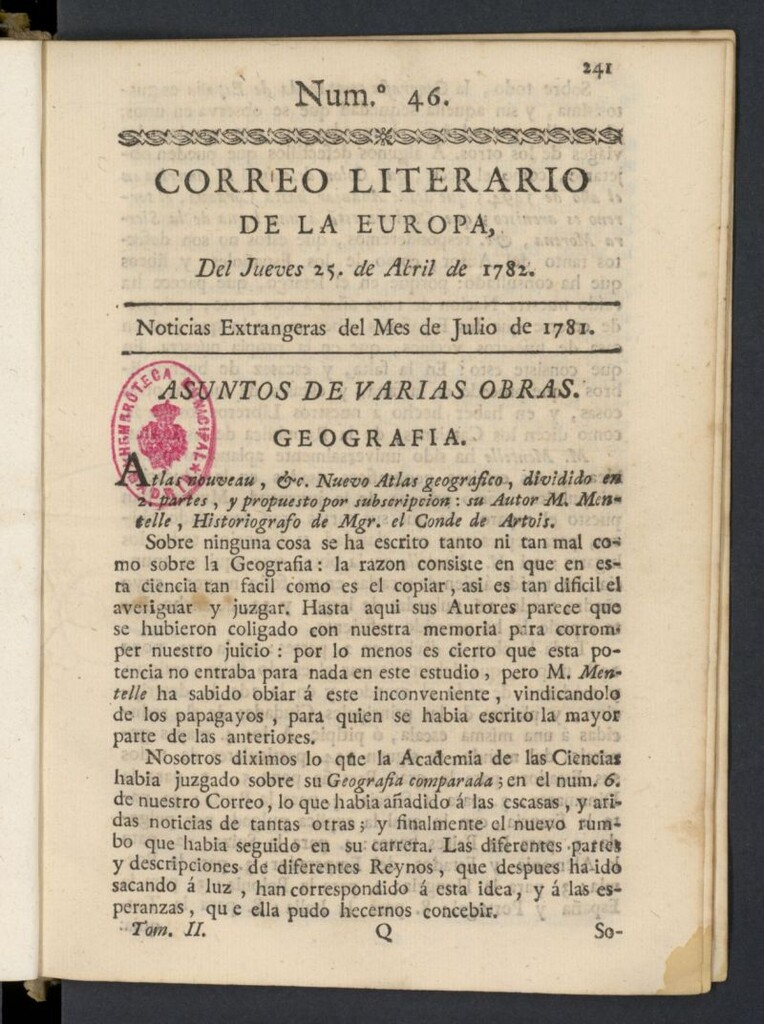 241
Num.º 46.
CORREO LITERARIO
DE LA EUROPA,
Del Jueves 25. de Abril de 1782.
Noticias Extrangeras del Mes de Julio de 1781.
ASUNTOS DE VARIAS OBRAS.
GEOGRAFIA.
HEMEROTECA MUNICIPAL
MADRID
Atlas nouveau, &c. Nuevo Atlas geografico, dividido en
2. partes, y propuesto por subscripcion: su Autor M. Men-
telle, Historiografo de Mgr. el Conde de Artois.
Sobre ninguna cosa se ha escrito tanto ni tan mal co-
mo sobre la Geografia: la razon consiste en que en es-
ta ciencia tan facil como es el copiar, asi es tan dificil el
averiguar y juzgar. Hasta aqui sus Autores parece que
se hubieron coligado con nuestra memoria para corrom-
per nuestro juicio: por lo menos es cierto que esta po-
tencia no entraba para nada en este estudio, pero M. Men-
telle ha sabido obiar á este inconveniente, vindicandolo
de los papagayos, para quien se habia escrito la mayor
parte de las anteriores.
Nosotros diximos lo que la Academia de las Ciencias
habia juzgado sobre su Geografia comparada; en el num. 6.
de nuestro Correo, lo que habia añadido á las escasas, y ari-
das noticias de tantas otras; y finalmente el nuevo rum-
bo que habia seguido en su carrera. Las diferentes partes
y descripciones de diferentes Reynos, que despues ha ido
sacando á luz, han correspondido á esta idea, y á las es-
peranzas, que ella pudo hecernos concebir.
Tom. II. Q So-